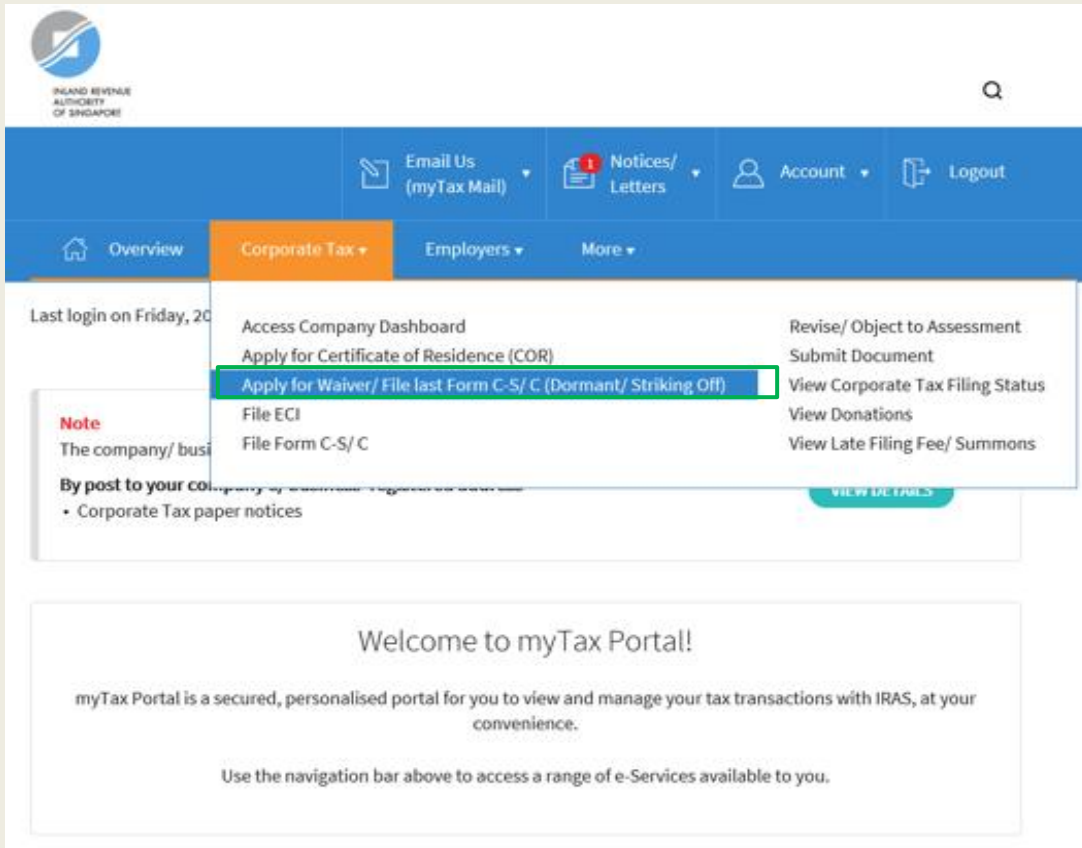 INLAND REVENUE
AUTHORITY
OF SINGAPORE
Email Us
(myTax Mail)
1
Notices/
Letters
Account
Logout
Overview
Corporate Tax
Employers
More
Last login on Friday, 20
Access Company Dashboard
Apply for Certificate of Residence (COR)
Apply for Waiver/ File last Form C-S/ C (Dormant/ Striking Off)
File ECI
File Form C-S/ C
Revise/ Object to Assessment
Submit Document
View Corporate Tax Filing Status
View Donations
View Late Filing Fee/ Summons
Note
The company/ busi
By post to your
• Corporate Tax paper notices
VIEW DETAILS
Welcome to myTax Portal!
myTax Portal is a secured, personalised portal for you to view and manage your tax transactions with IRAS, at your
convenience.
Use the navigation bar above to access a range of e-Services available to you.